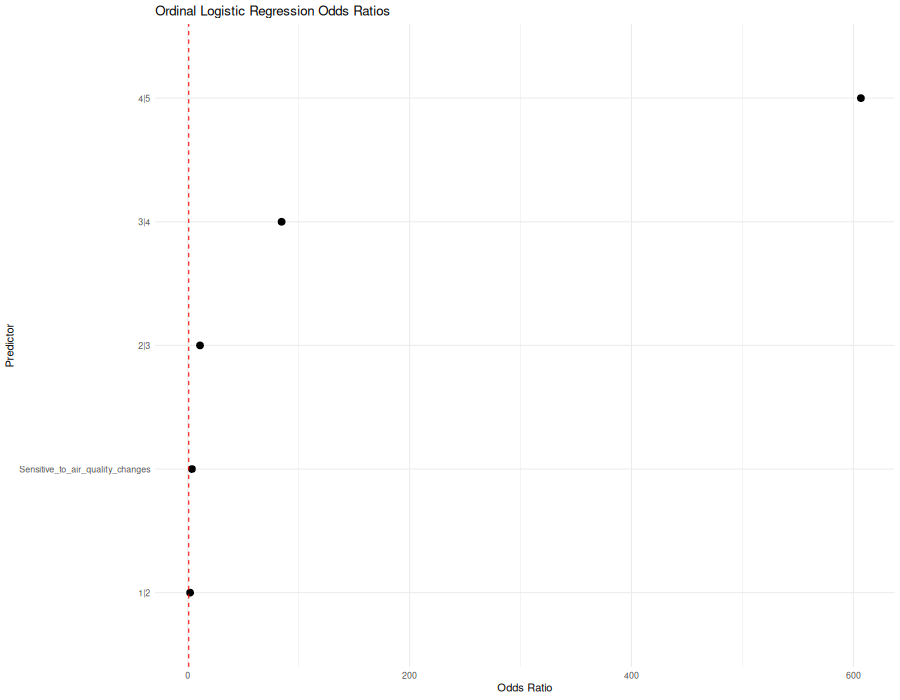 Ordinal Logistic Regression Odds Ratios
Predictor
4|5
3|4
2|3
Sensitive_to_air_quality_changes
1|2
0
200
400
600
Odds Ratio